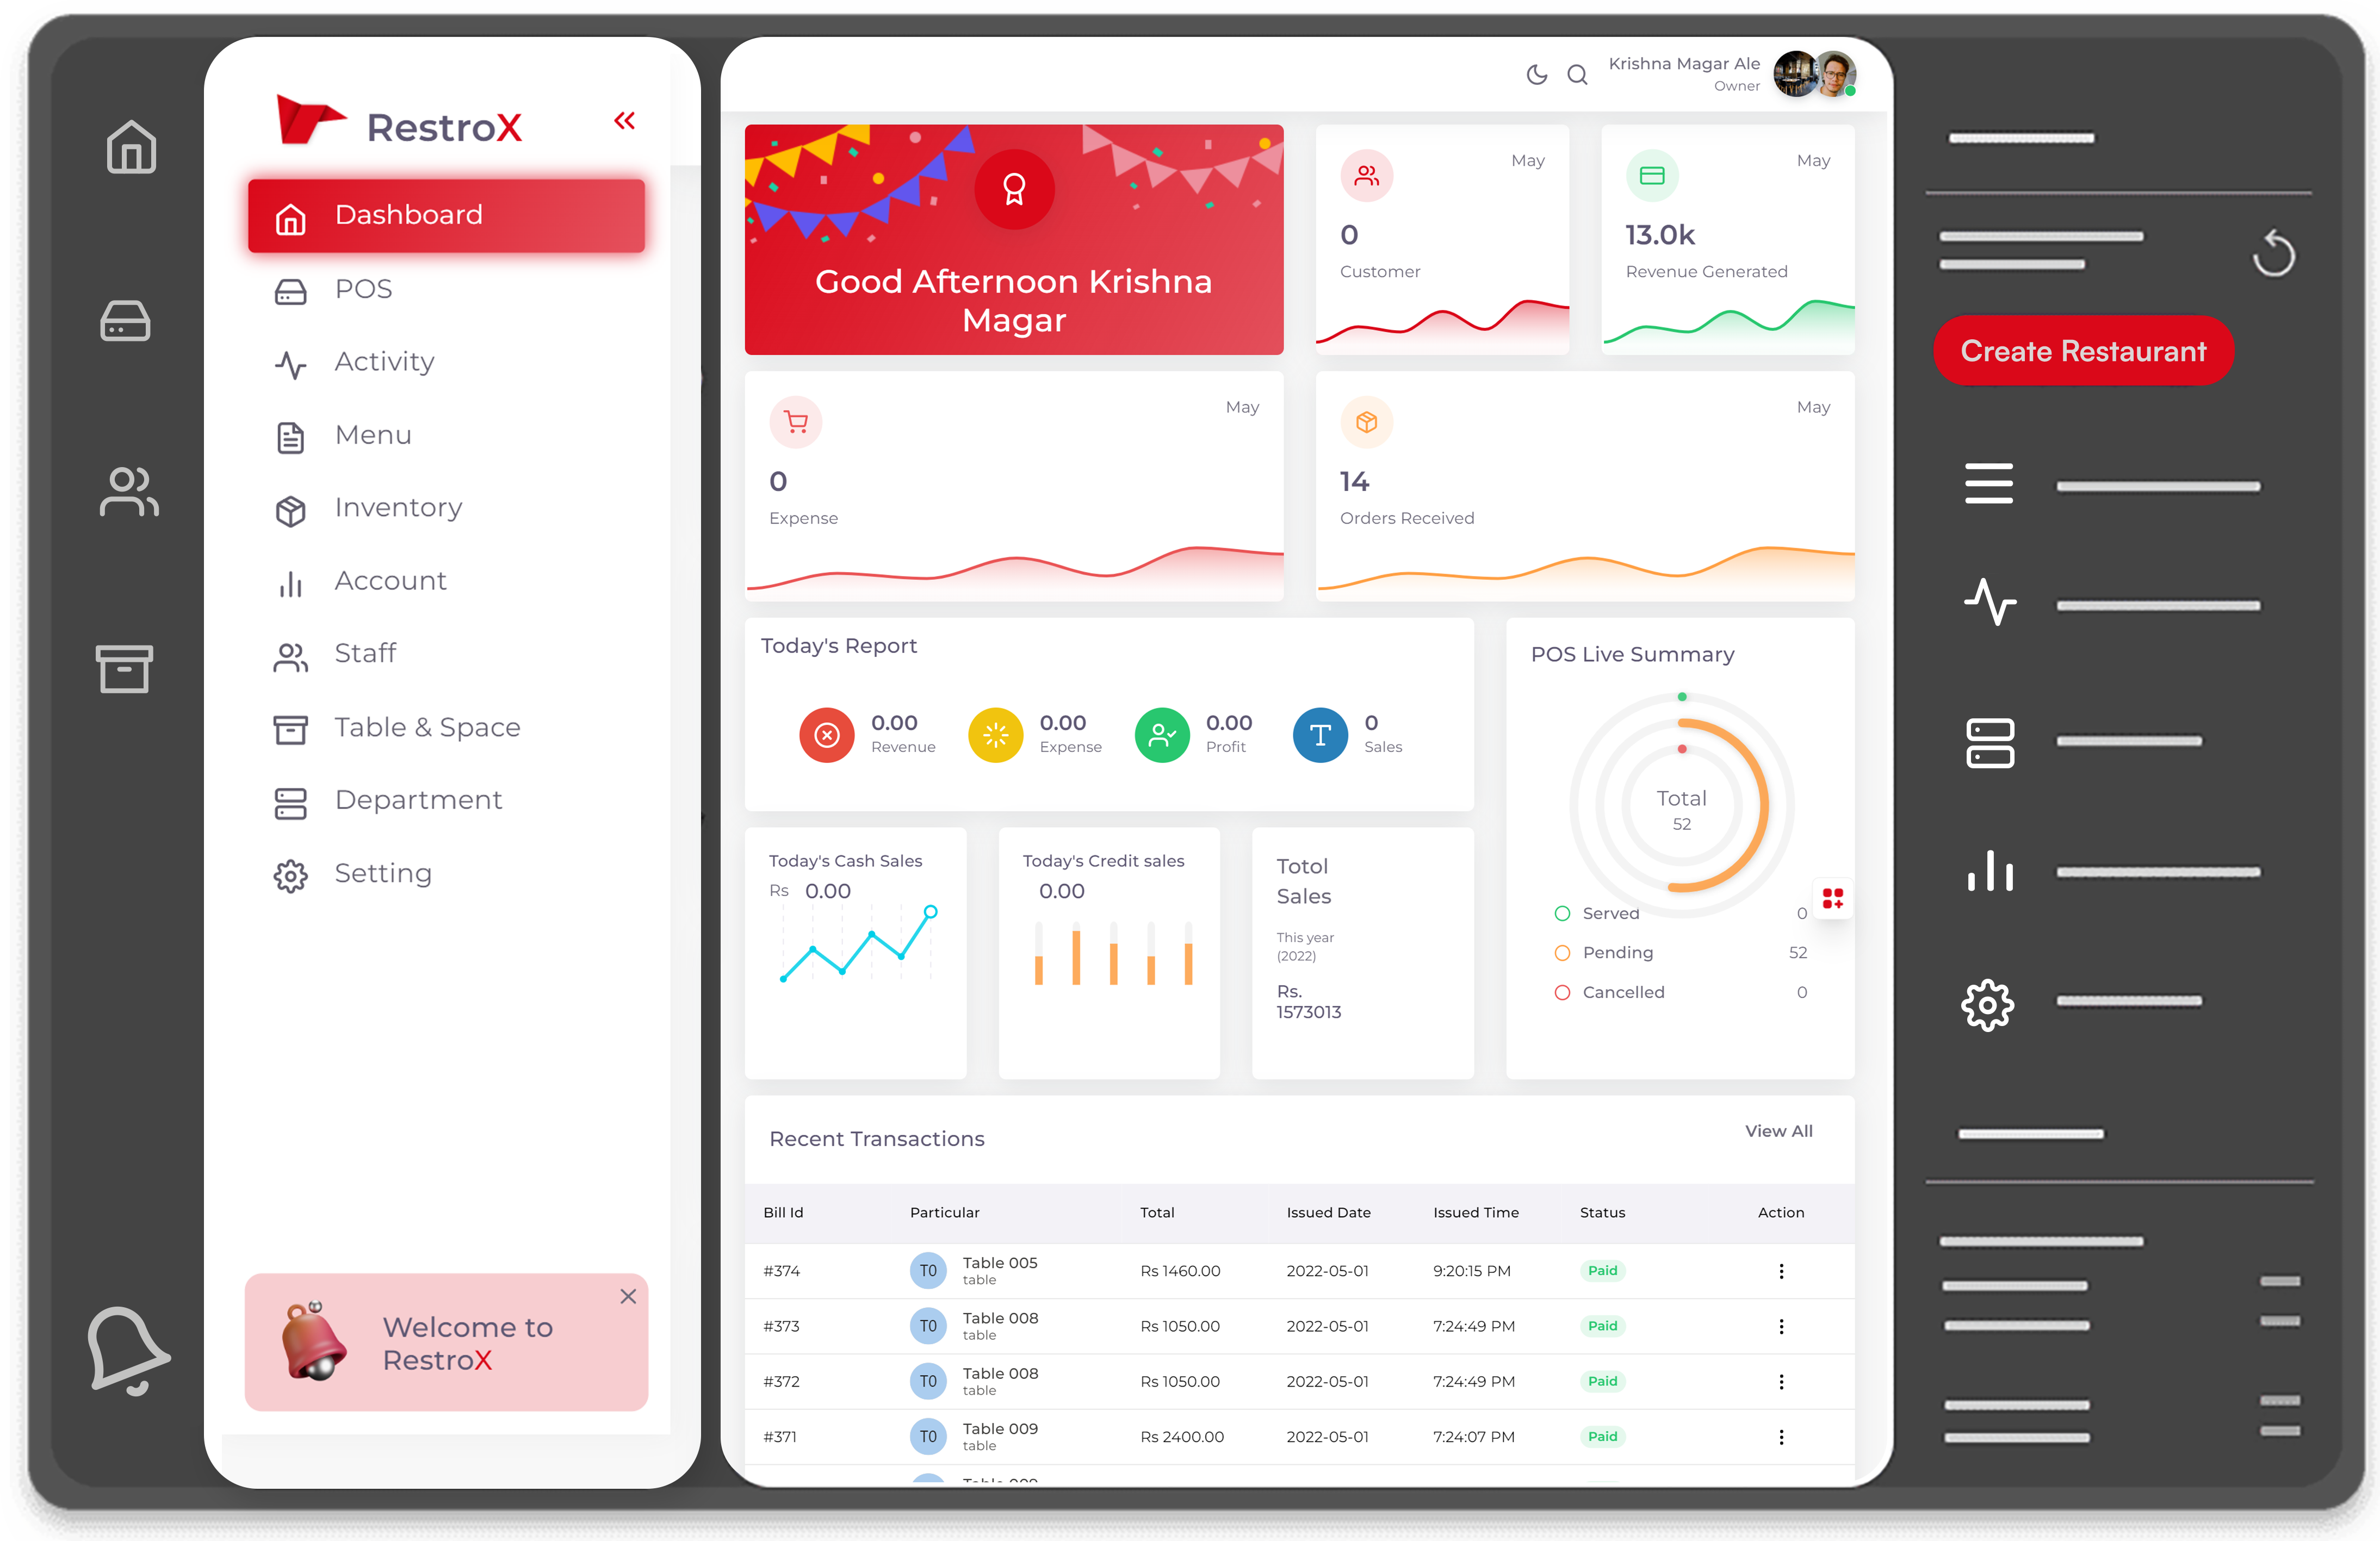 RestroX
Dashboard
POS
Activity
Menu
Inventory
Account
Staff
Table & Space
Department
Setting
Welcome to
RestroX
Krishna Magar Ale
Owner
Good Afternoon Krishna
Magar
May
0
Customer
May
13.0k
Revenue Generated
May
0
Expense
May
14
Orders Received
Today's Report
0.00
Revenue
0.00
Expense
0.00
Profit
0
Sales
POS Live Summary
Total
52
Served 0
Pending 52
Cancelled 0
Today's Cash Sales
Rs 0.00
Today's Credit sales
0.00
Totol
Sales
This year
(2022)
Rs.
1573013
Recent Transactions
View All
Bill Id Particular Total Issued Date Issued Time Status Action
#374 T0 Table 005 table Rs 1460.00 2022-05-01 9:20:15 PM Paid
#373 T0 Table 008 table Rs 1050.00 2022-05-01 7:24:49 PM Paid
#372 T0 Table 008 table Rs 1050.00 2022-05-01 7:24:49 PM Paid
#371 T0 Table 009 table Rs 2400.00 2022-05-01 7:24:07 PM Paid
Create Restaurant